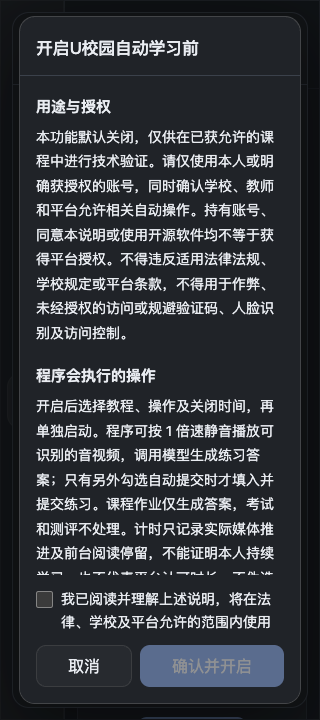 开启U校园自动学习前
用途与授权
本功能默认关闭，仅供在已获允许的课
程中进行技术验证。请仅使用本人或明
确获授权的账号，同时确认学校、教师
和平台允许相关自动操作。持有账号、
同意本说明或使用开源软件均不等于获
得平台授权。不得违反适用法律法规、
学校规定或平台条款，不得用于作弊、
未经授权的访问或规避验证码、人脸识
别及访问控制。
程序会执行的操作
开启后选择教程、操作及关闭时间，再
单独启动。程序可按 1 倍速静音播放可
识别的音视频，调用模型生成练习答
案；只有另外勾选自动提交时才填入并
提交练习。课程作业仅生成答案，考试
和测评不处理。计时只记录实际媒体推
进及前台阅读停留，不能证明本人持续
我已阅读并理解上述说明，将在法
律、学校及平台允许的范围内使用
取消
确认并开启